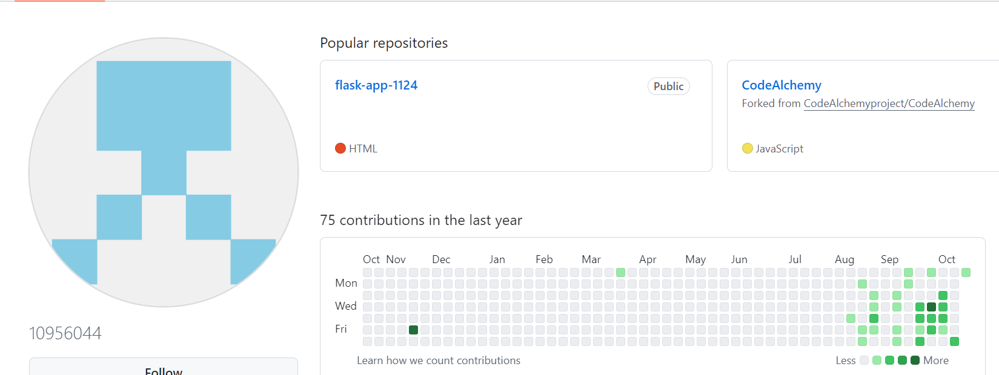 Popular repositories
flask-app-1124
Public
HTML
CodeAlchemy
Forked from CodeAlchemyproject/CodeAlchemy
JavaScript
10956044
Follow
75 contributions in the last year
Oct Nov Dec Jan Feb Mar Apr May Jun Jul Aug Sep Oct
Mon
Wed
Fri
Learn how we count contributions
Less More